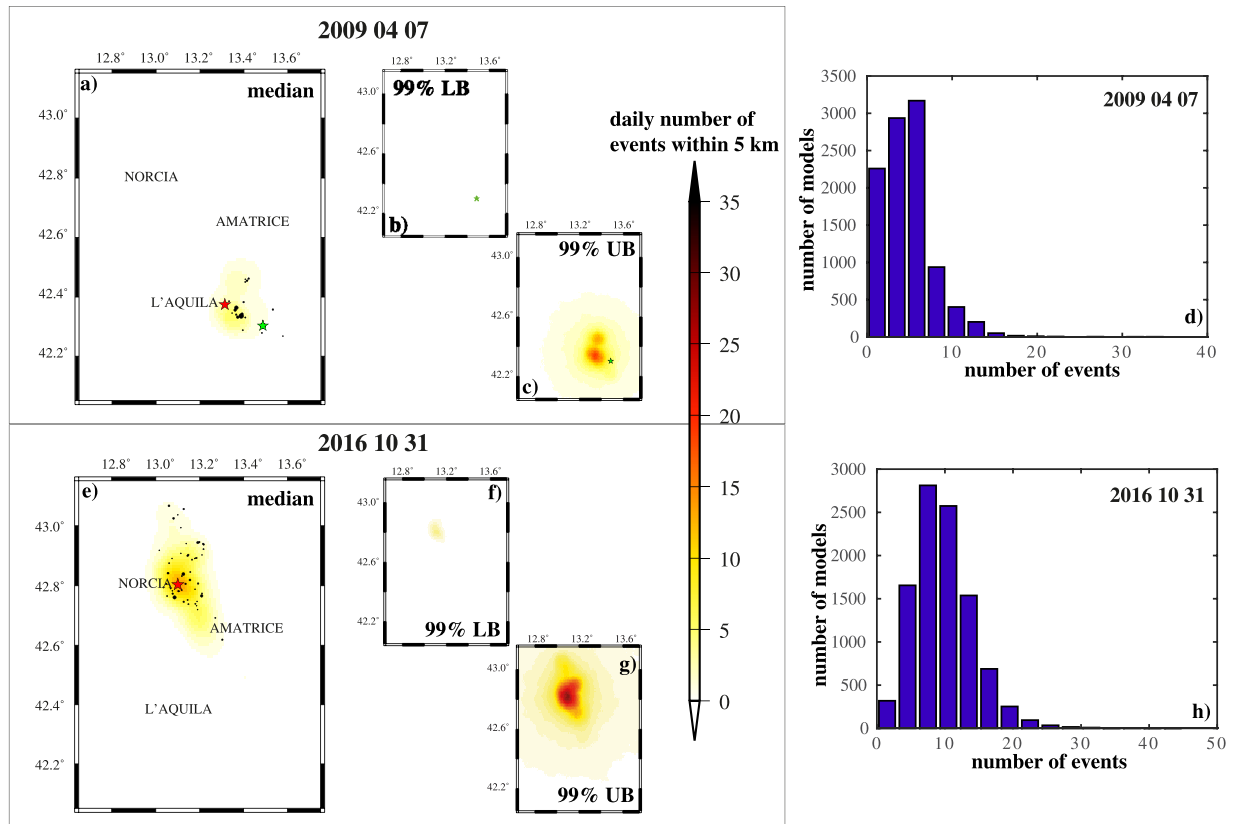 2009 04 07
12.8° 13.0° 13.2° 13.4° 13.6°
a)
median
43.0°
42.8°
42.6°
42.4°
42.2°
NORCIA
AMATRICE
L'AQUILA
12.8° 13.2° 13.6°
99% LB
43.0°
42.6°
42.2°
b)
12.8° 13.2° 13.6°
99% UB
43.0°
42.6°
42.2°
c)
daily number of
events within 5 km
35
30
25
20
15
10
5
0
2009 04 07
number of models
3500
3000
2500
2000
1500
1000
500
0
d)
0 10 20 30 40
number of events
2016 10 31
12.8° 13.0° 13.2° 13.4° 13.6°
e)
median
43.0°
42.8°
42.6°
42.4°
42.2°
NORCIA
AMATRICE
L'AQUILA
12.8° 13.2° 13.6°
f)
43.0°
42.6°
42.2°
99% LB
12.8° 13.2° 13.6°
g)
43.0°
42.6°
42.2°
99% UB
2016 10 31
number of models
3000
2500
2000
1500
1000
500
0
h)
0 10 20 30 40 50
number of events